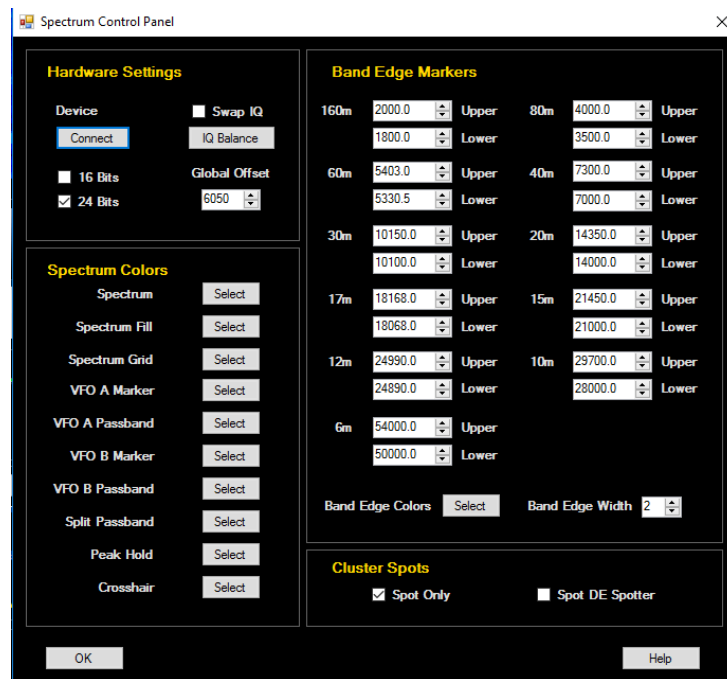 Spectrum Control Panel
Hardware Settings
Device
Swap IQ
Connect
IQ Balance
16 Bits
Global Offset
24 Bits
6050
Spectrum Colors
Spectrum Select
Spectrum Fill Select
Spectrum Grid Select
VFO A Marker Select
VFO A Passband Select
VFO B Marker Select
VFO B Passband Select
Split Passband Select
Peak Hold Select
Crosshair Select
Band Edge Markers
160m 2000.0 Upper 80m 4000.0 Upper
1800.0 Lower 3500.0 Lower
60m 5403.0 Upper 40m 7300.0 Upper
5330.5 Lower 7000.0 Lower
30m 10150.0 Upper 20m 14350.0 Upper
10100.0 Lower 14000.0 Lower
17m 18168.0 Upper 15m 21450.0 Upper
18068.0 Lower 21000.0 Lower
12m 24990.0 Upper 10m 29700.0 Upper
24890.0 Lower 28000.0 Lower
6m 54000.0 Upper
50000.0 Lower
Band Edge Colors Select Band Edge Width 2
Cluster Spots
Spot Only Spot DE Spotter
OK Help